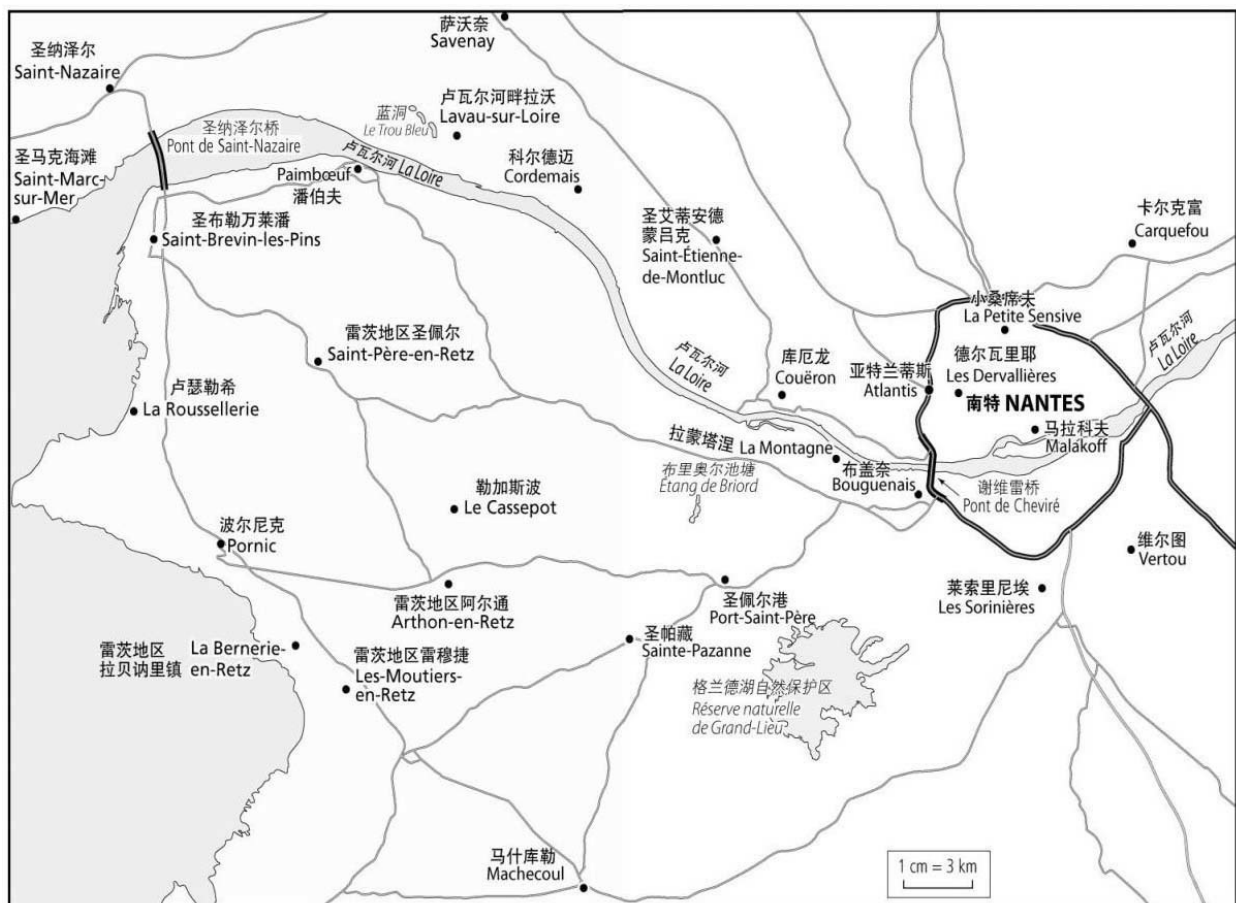 萨沃奈
Savenay
圣纳泽尔
Saint-Nazaire
蓝洞
Le Trou Bleu
卢瓦尔河畔拉沃
Lavau-sur-Loire
圣纳泽尔桥
Pont de Saint-Nazaire
圣马克海滩
Saint-Marc-
sur-Mer
卢瓦尔河 La Loire
科尔德迈
Cordemais
Paimbœuf
潘伯夫
圣布勒万莱潘
Saint-Brevin-les-Pins
圣艾蒂安德
蒙吕克
Saint-Étienne-
de-Montluc
卡尔克富
Carquefou
小桑席夫
La Petite Sensive
卢瓦尔河
La Loire
雷茨地区圣佩尔
Saint-Père-en-Retz
卢瓦尔河
La Loire
库厄龙
Couëron
亚特兰蒂斯
Atlantis
德尔瓦里耶
Les Dervallières
南特 NANTES
卢瑟勒希
La Roussellerie
马拉科夫
Malakoff
拉蒙塔涅 La Montagne
布里奥尔池塘
Étang de Briord
布盖奈
Bouguenais
谢维雷桥
Pont de Cheviré
勒加斯波
Le Cassepot
波尔尼克
Pornic
维尔图
Vertou
雷茨地区阿尔通
Arthon-en-Retz
圣佩尔港
Port-Saint-Père
莱索里尼埃
Les Sorinières
雷茨地区
拉贝讷里镇
La Bernerie-
en-Retz
雷茨地区雷穆捷
Les-Moutiers-
en-Retz
圣帕藏
Sainte-Pazanne
格兰德湖自然保护区
Réserve naturelle
de Grand-Lieu
马什库勒
Machecoul
1 cm = 3 km